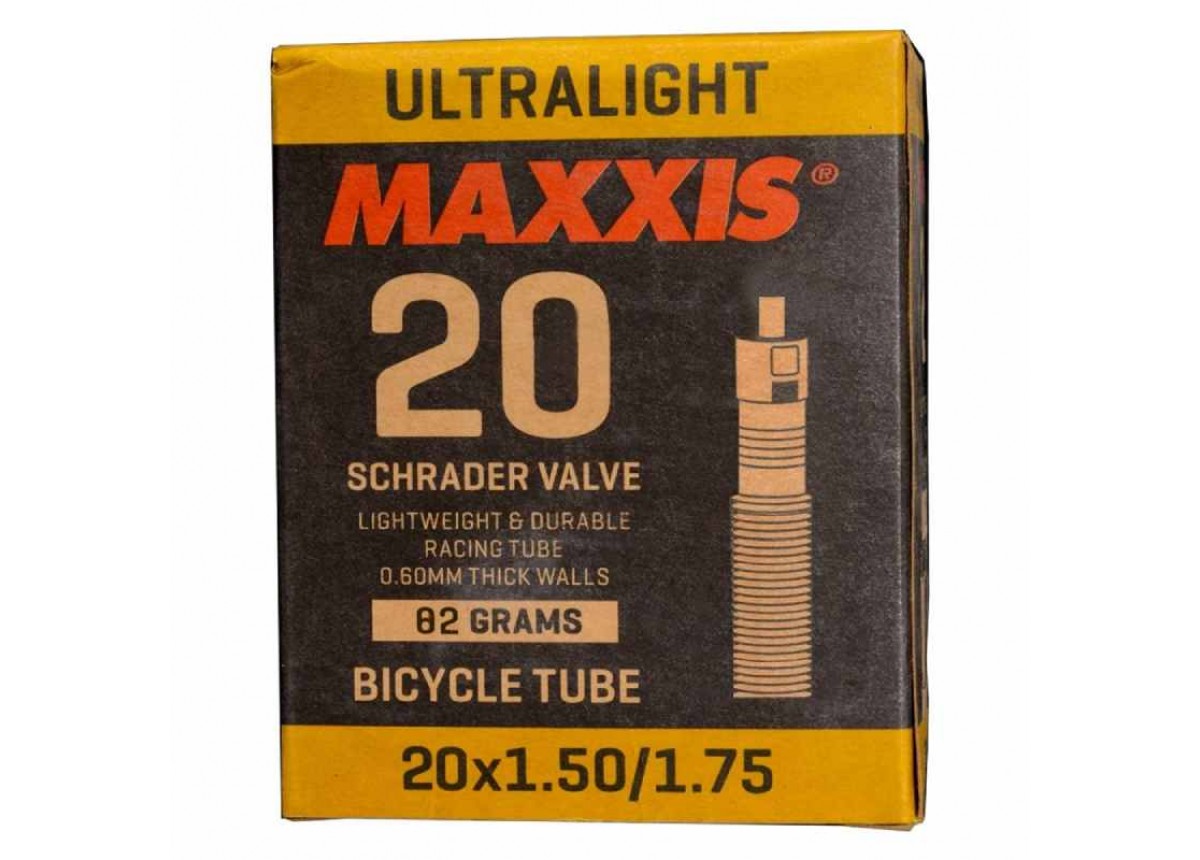 ULTRALIGHT
MAXXIS®
20
SCHRADER VALVE
LIGHTWEIGHT & DURABLE
RACING TUBE
0.60MM THICK WALLS
82 GRAMS
BICYCLE TUBE
20x1.50/1.75